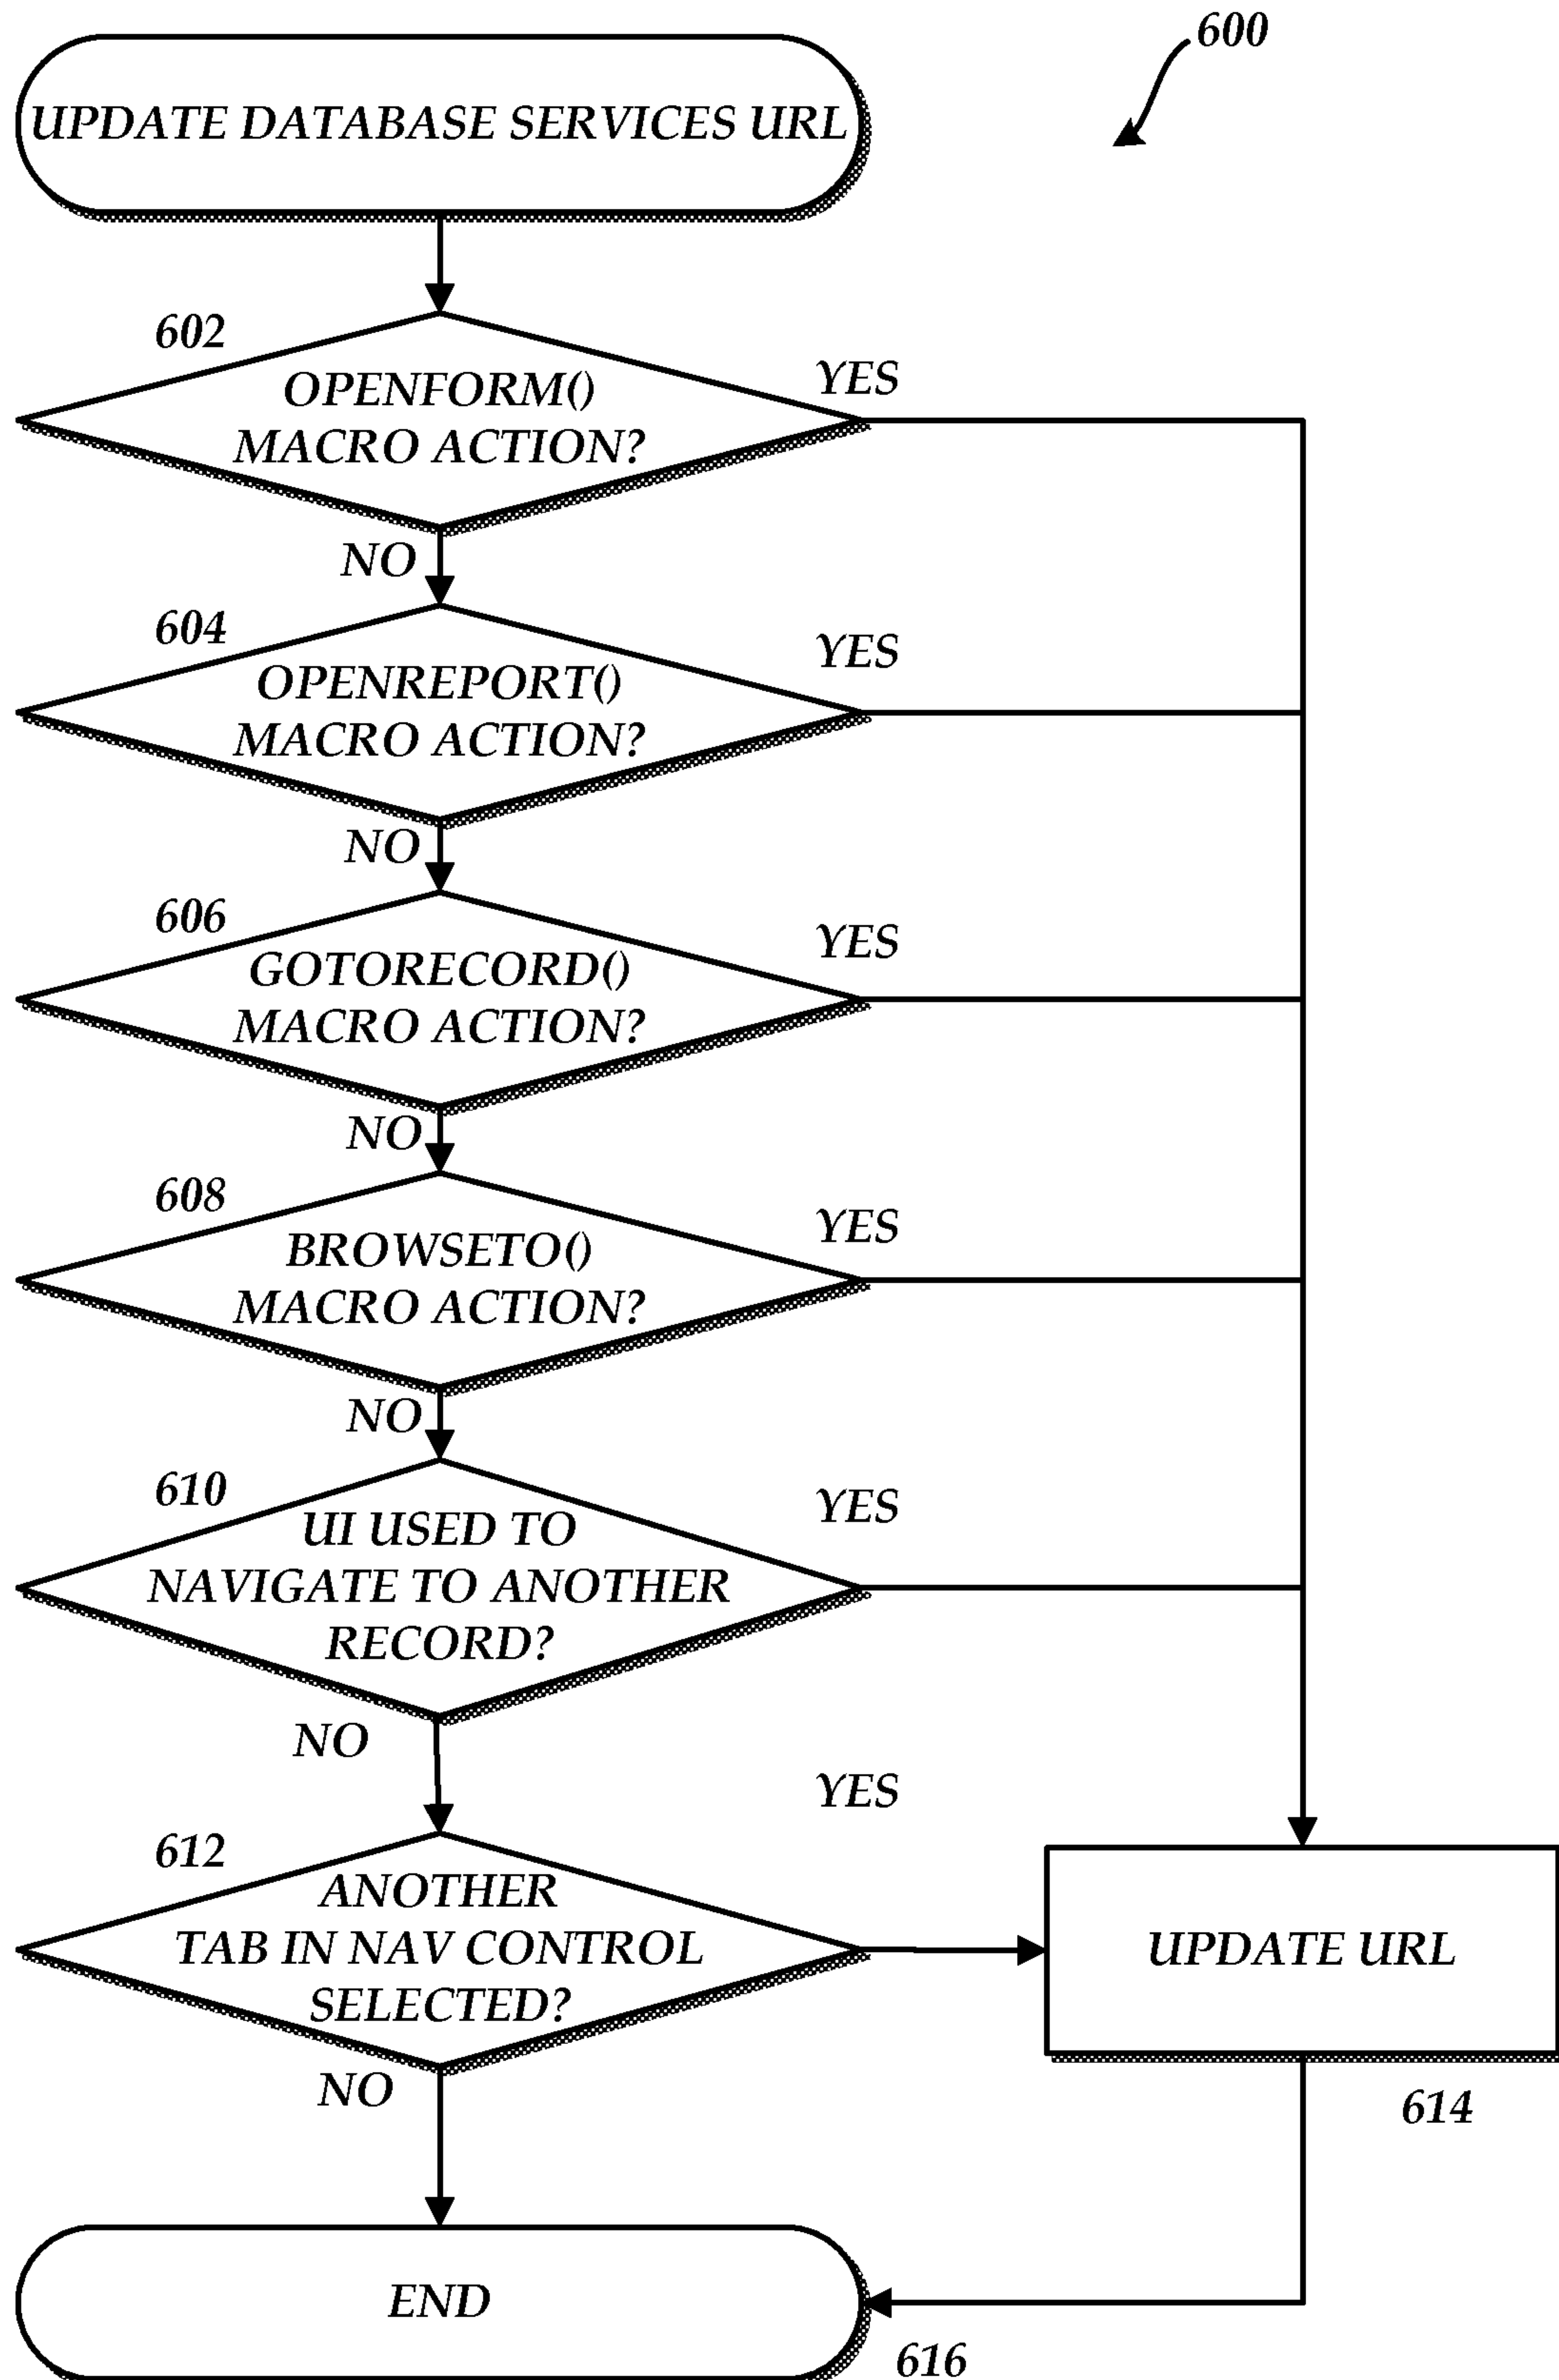 600
UPDATE DATABASE SERVICES URL
602
YES
OPENFORM()
MACRO ACTION?
NO
604
YES
OPENREPORT()
MACRO ACTION?
NO
606
YES
GOTORECORD()
MACRO ACTION?
NO
608
YES
BROWSETO()
MACRO ACTION?
NO
610
YES
UI USED TO
NAVIGATE TO ANOTHER
RECORD?
NO
YES
612
ANOTHER
TAB IN NAV CONTROL
SELECTED?
UPDATE URL
NO
614
END
616